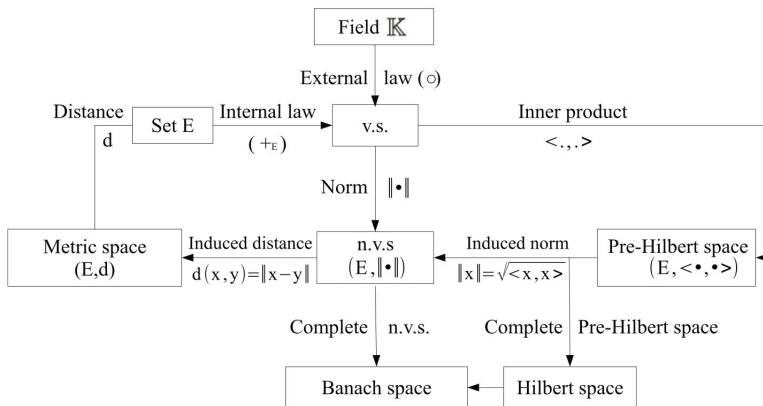 Field 𝕂
External law (○)
Distance
d
Set E
Internal law
( +E)
v.s.
Inner product
<.,.>
Norm ‖•‖
Metric space
(E,d)
Induced distance
d(x,y)=‖x−y‖
n.v.s
(E,‖•‖)
Induced norm
‖x‖=√<x,x>
Pre-Hilbert space
(E,<•,•>)
Complete n.v.s.
Complete Pre-Hilbert space
Banach space
Hilbert space